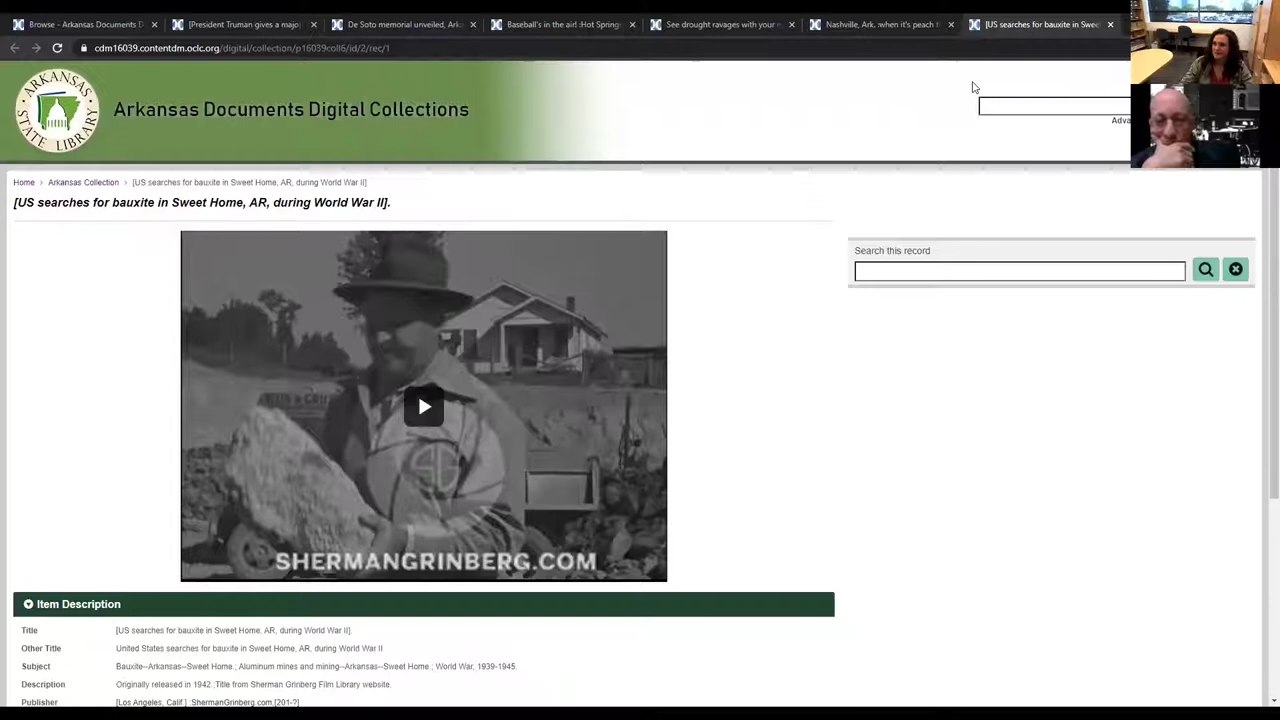 Browse - Arkansas Documents D
[President Truman gives a major
De Soto memorial unveiled, Ark
Baseball's in the air! :Hot Spring
See drought ravages with your n
Nashville, Ark. :when it's peach t
[US searches for bauxite in Swee
cdm16039.contentdm.oclc.org/digital/collection/p16039coll6/id/2/rec/1
ARKANSAS
STATE LIBRARY
Arkansas Documents Digital Collections
Adva
Home › Arkansas Collection › [US searches for bauxite in Sweet Home, AR, during World War II].
[US searches for bauxite in Sweet Home, AR, during World War II].
Search this record
SG
SHERMANGRINBERG.COM
Item Description
Title [US searches for bauxite in Sweet Home, AR, during World War II].
Other Title United States searches for bauxite in Sweet Home, AR, during World War II
Subject Bauxite--Arkansas--Sweet Home.; Aluminum mines and mining--Arkansas--Sweet Home.; World War, 1939-1945.
Description Originally released in 1942 ;Title from Sherman Grinberg Film Library website.
Publisher [Los Angeles, Calif.] :ShermanGrinberg.com,[201-?]